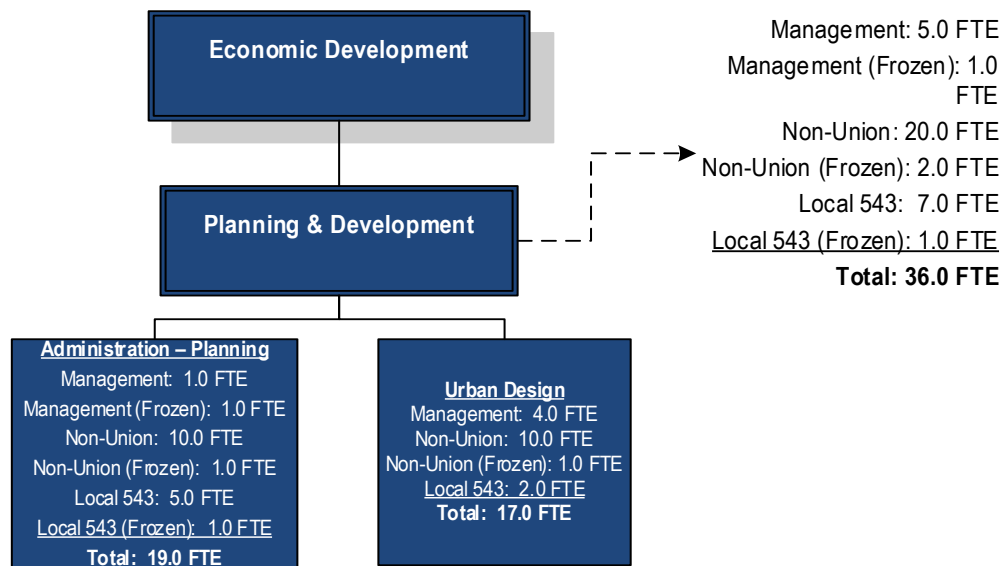 Economic Development
Management: 5.0 FTE
Management (Frozen): 1.0
FTE
Non-Union: 20.0 FTE
Non-Union (Frozen): 2.0 FTE
Local 543: 7.0 FTE
Local 543 (Frozen): 1.0 FTE
Total: 36.0 FTE
Planning & Development
Administration – Planning
Management: 1.0 FTE
Management (Frozen): 1.0 FTE
Non-Union: 10.0 FTE
Non-Union (Frozen): 1.0 FTE
Local 543: 5.0 FTE
Local 543 (Frozen): 1.0 FTE
Total: 19.0 FTE
Urban Design
Management: 4.0 FTE
Non-Union: 10.0 FTE
Non-Union (Frozen): 1.0 FTE
Local 543: 2.0 FTE
Total: 17.0 FTE